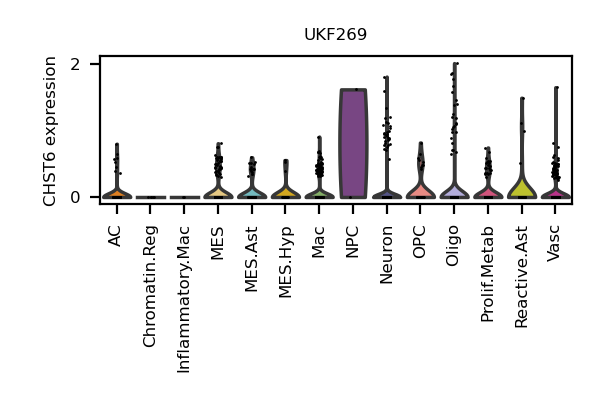 UKF269
CHST6 expression
2
0
AC
Chromatin.Reg
Inflammatory.Mac
MES
MES.Ast
MES.Hyp
Mac
NPC
Neuron
OPC
Oligo
Prolif.Metab
Reactive.Ast
Vasc